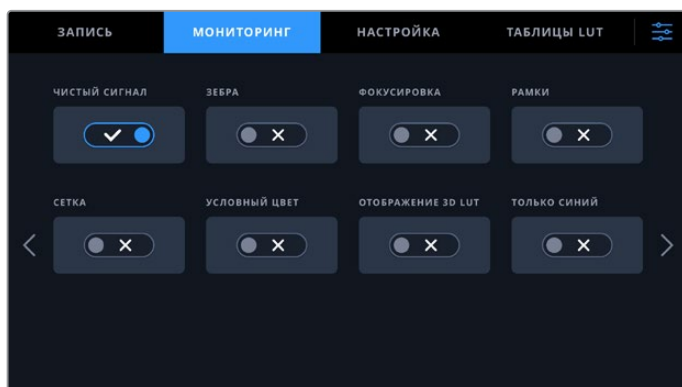 ЗАПИСЬ МОНИТОРИНГ НАСТРОЙКА ТАБЛИЦЫ LUT
ЧИСТЫЙ СИГНАЛ ЗЕБРА ФОКУСИРОВКА РАМКИ
СЕТКА УСЛОВНЫЙ ЦВЕТ ОТОБРАЖЕНИЕ 3D LUT ТОЛЬКО СИНИЙ